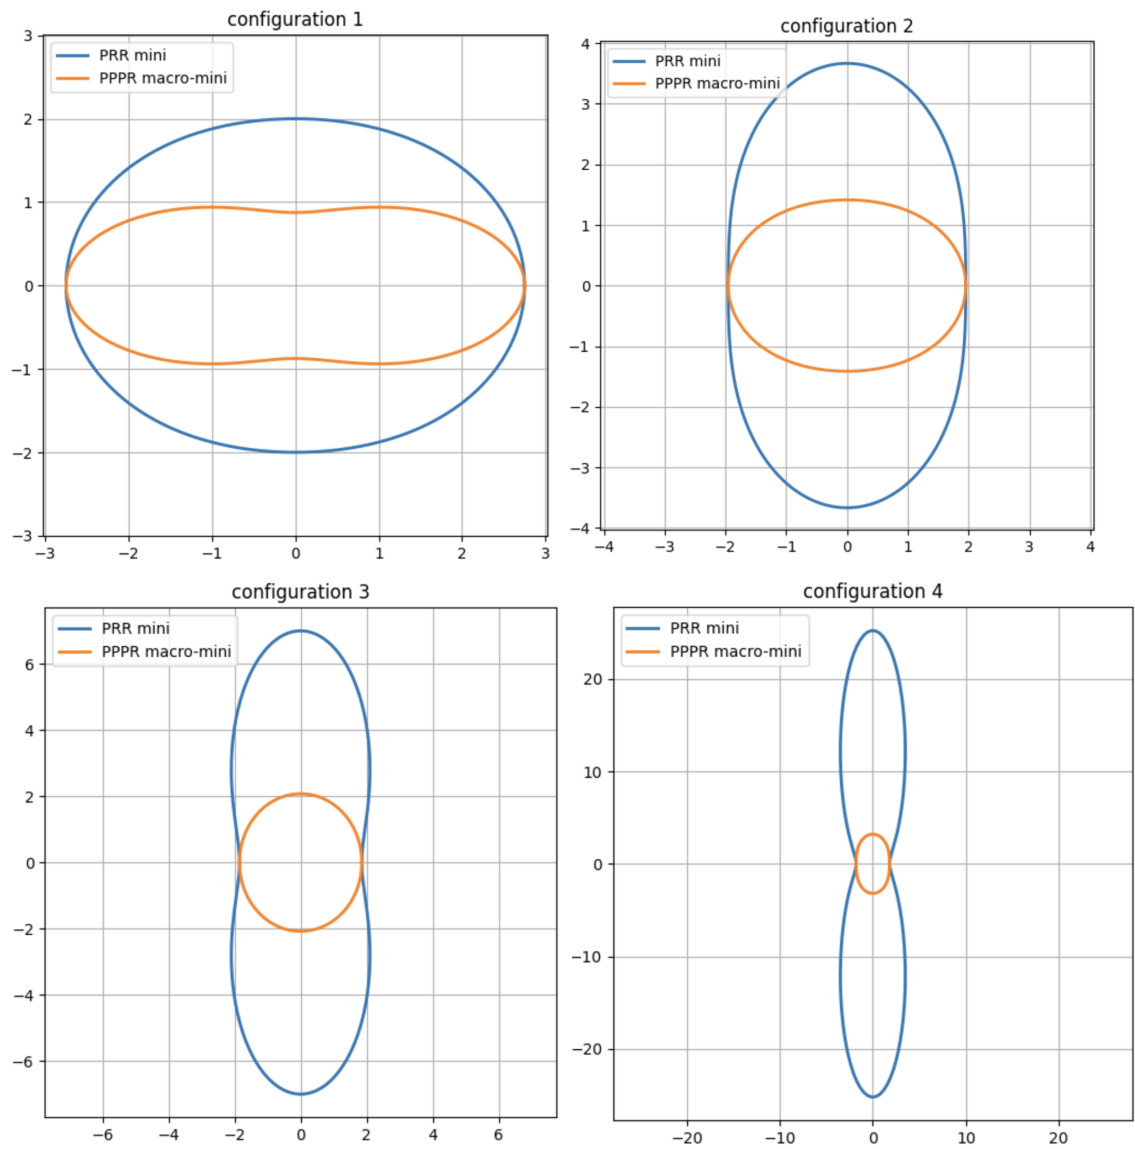 configuration 1
PRR mini
PPPR macro-mini
3
2
1
0
−1
−2
−3
−3 −2 −1 0 1 2 3
configuration 2
PRR mini
PPPR macro-mini
4
3
2
1
0
−1
−2
−3
−4
−4 −3 −2 −1 0 1 2 3 4
configuration 3
PRR mini
PPPR macro-mini
6
4
2
0
−2
−4
−6
−6 −4 −2 0 2 4 6
configuration 4
PRR mini
PPPR macro-mini
20
10
0
−10
−20
−20 −10 0 10 20